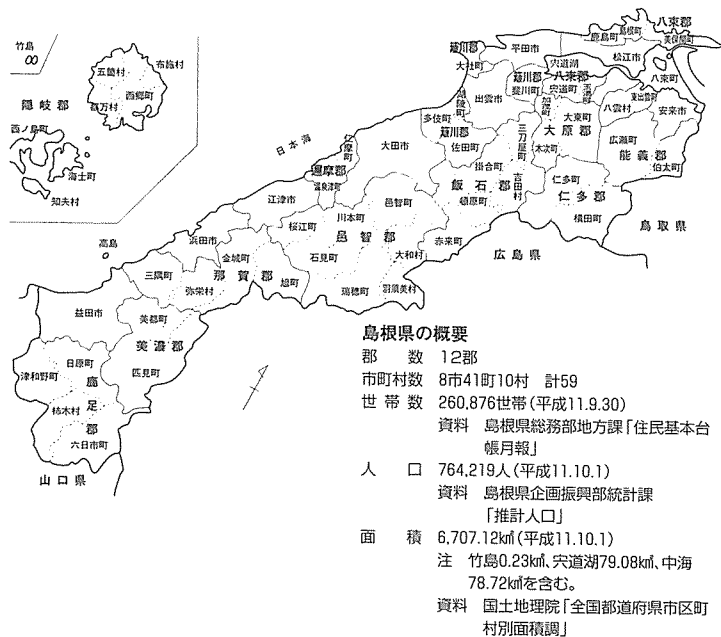 竹島
五箇村
布施村
西郷町
都万村
隠岐郡
西ノ島町
海士町
知夫村
日本海
八束郡
鹿島町
島根町
美保関町
簸川郡
平田市
宍道湖
松江市
大社町
八束郡
八束町
簸川郡
斐川町
宍道町
玉湯町
湖陵町
出雲市
加茂町
八雲村
東出雲町
安来市
多伎町
大東町
大原郡
簸川郡
三刀屋町
木次町
広瀬町
能義郡
伯太町
仁摩町
大田市
佐田町
掛合町
吉田村
仁多町
仁多郡
横田町
邇摩郡
温泉津町
飯石郡
頓原町
鳥取県
江津市
川本町
邑智町
桜江町
邑智郡
赤来町
広島県
高島
浜田市
金城町
石見町
大和村
三隅町
那賀郡
旭町
弥栄村
瑞穂町
羽須美村
益田市
美都町
美濃郡
匹見町
日原町
津和野町
鹿足郡
柿木村
六日市町
山口県
島根県の概要
郡数 12郡
市町村数 8市41町10村 計59
世帯数 260,876世帯(平成11.9.30)
資料 島根県総務部地方課「住民基本台
帳月報」
人口 764,219人(平成11.10.1)
資料 島根県企画振興部統計課
「推計人口」
面積 6,707.12k㎡(平成11.10.1)
注 竹島0.23k㎡、宍道湖79.08k㎡、中海
78.72k㎡を含む。
資料 国土地理院「全国都道府県市区町
村別面積調」